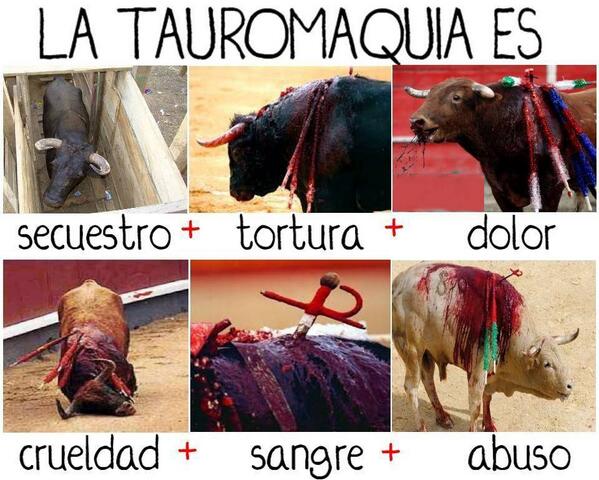 LA TAUROMAQUIA ES
secuestro + tortura + dolor
crueldad + sangre + abuso